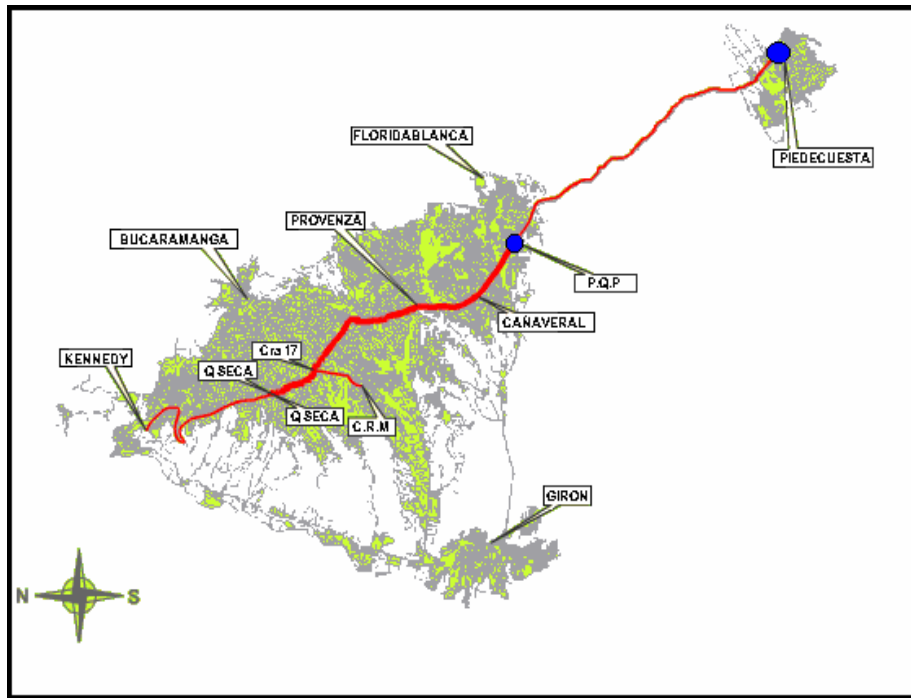 FLORIDABLANCA
PIEDECUESTA
PROVENZA
BUCARAMANGA
P.Q.P
CAÑAVERAL
Cra 17
KENNEDY
Q SECA
Q SECA
C.R.M
GIRON
N
S